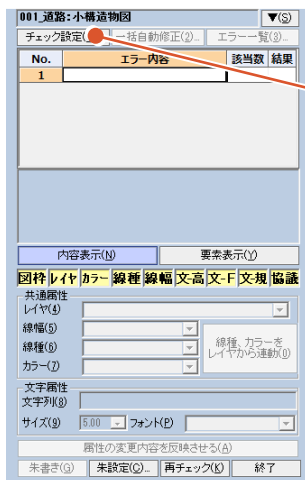 001_道路:小構造物図 ▼(S)
チェック設定( 一括自動修正(2)... エラー一覧(3)...
No. エラー内容 該当数 結果
1
内容表示(N) 要素表示(Y)
図枠 レイヤ カラー 線種 線幅 文-高 文-F 文-規 協議
共通属性
レイヤ(4)
線幅(5)
線種(6)
カラー(7)
線種、カラーを
レイヤから連動(0)
文字属性
文字列(8)
サイズ(9) 5.00 フォント(P)
属性の変更内容を反映させる(A)
朱書き(G) 朱設定(C)... 再チェック(K) 終了